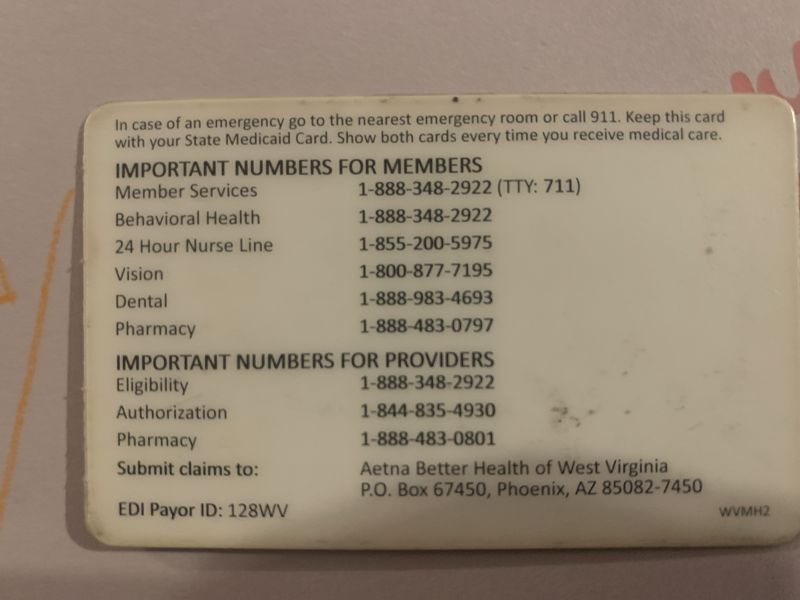 In case of an emergency go to the nearest emergency room or call 911. Keep this card
with your State Medicaid Card. Show both cards every time you receive medical care.
IMPORTANT NUMBERS FOR MEMBERS
Member Services 1-888-348-2922 (TTY: 711)
Behavioral Health 1-888-348-2922
24 Hour Nurse Line 1-855-200-5975
Vision 1-800-877-7195
Dental 1-888-983-4693
Pharmacy 1-888-483-0797
IMPORTANT NUMBERS FOR PROVIDERS
Eligibility 1-888-348-2922
Authorization 1-844-835-4930
Pharmacy 1-888-483-0801
Submit claims to: Aetna Better Health of West Virginia
P.O. Box 67450, Phoenix, AZ 85082-7450
EDI Payor ID: 128WV WVMH2